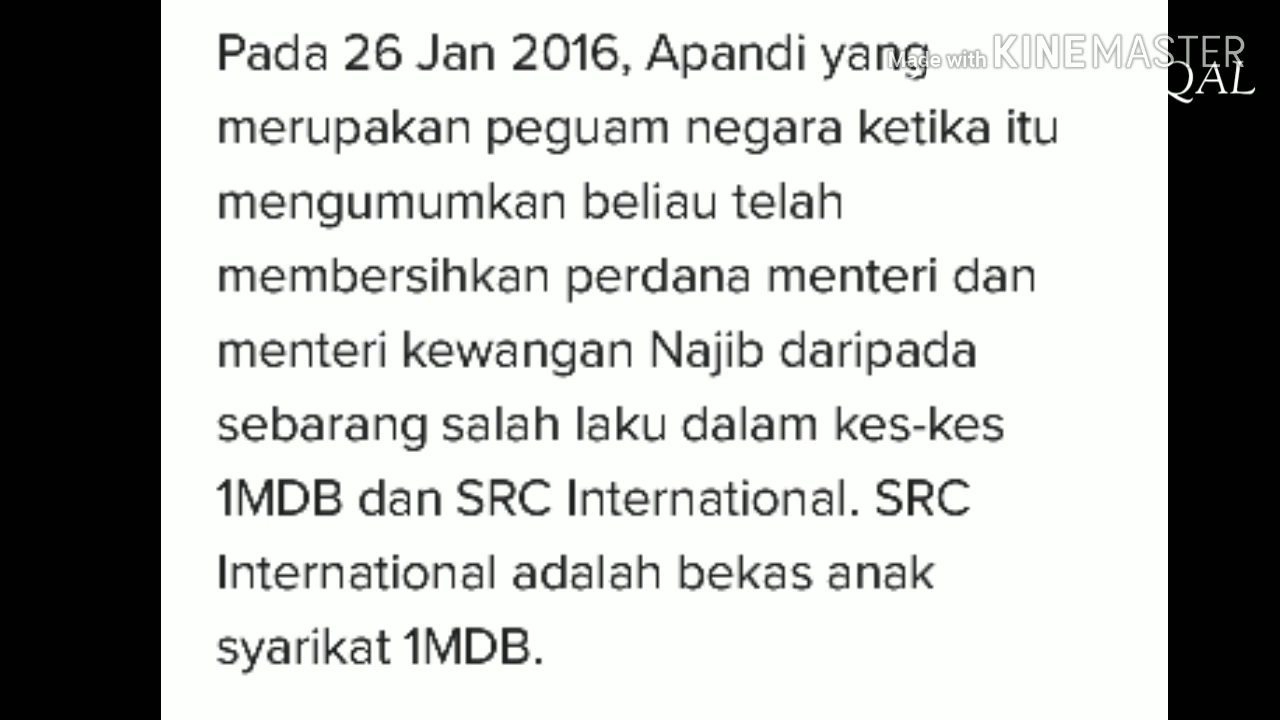 Pada 26 Jan 2016, Apandi yang
Made with KINEMASTER
QAL
merupakan peguam negara ketika itu
mengumumkan beliau telah
membersihkan perdana menteri dan
menteri kewangan Najib daripada
sebarang salah laku dalam kes-kes
1MDB dan SRC International. SRC
International adalah bekas anak
syarikat 1MDB.